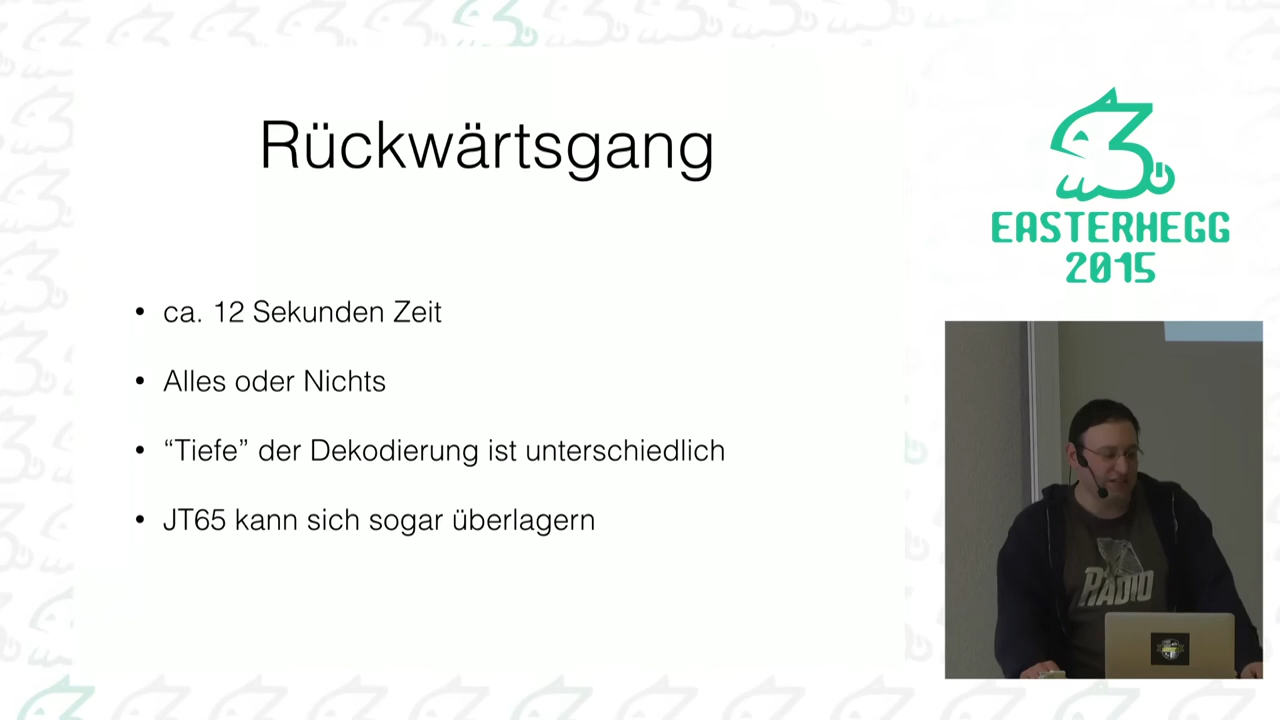 Rückwärtsgang
• ca. 12 Sekunden Zeit
• Alles oder Nichts
• “Tiefe” der Dekodierung ist unterschiedlich
• JT65 kann sich sogar überlagern
EASTERHEGG
2015
RADIO